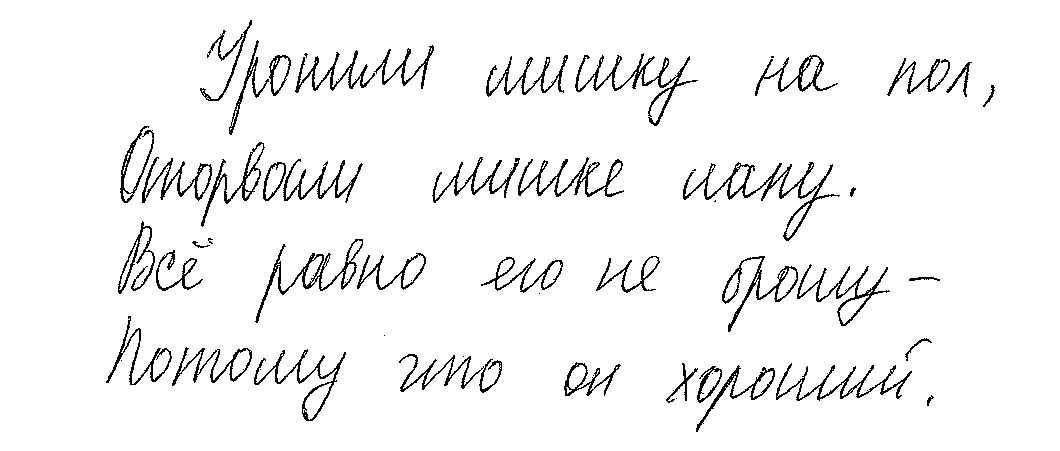 Уронили мишку на пол,
Оторвали мишке лапу.
Всё равно его не брошу –
Потому что он хороший.